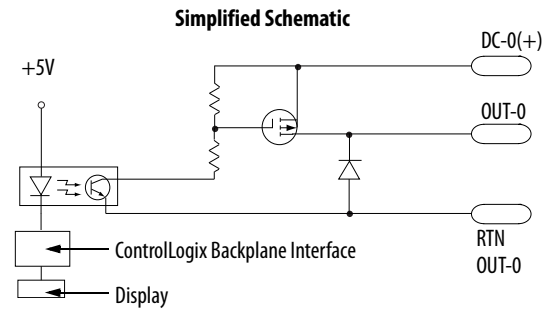 Simplified Schematic
DC-0(+)
+5V
OUT-0
RTN
OUT-0
ControlLogix Backplane Interface
Display